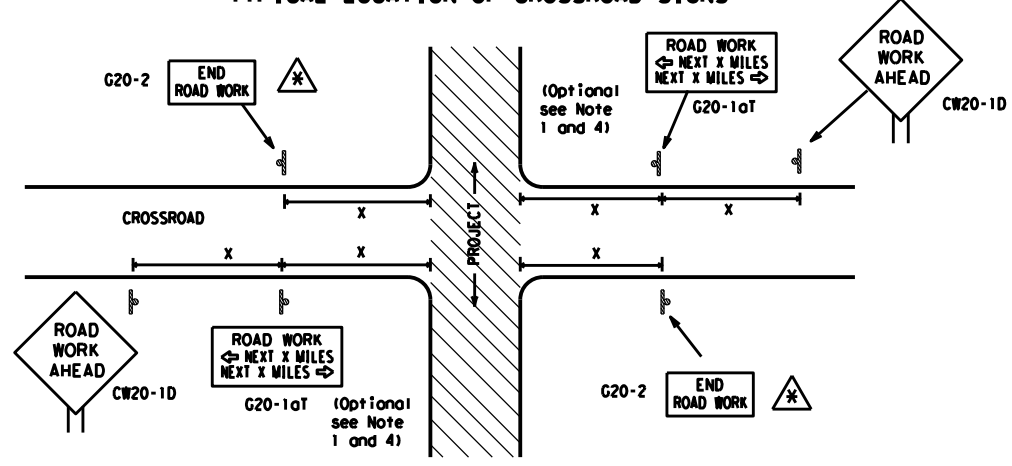 TYPICAL LOCATION OF CROSSROAD SIGNS
G20-2
END
ROAD WORK
*
(Optional
see Note
1 and 4)
ROAD WORK
⇦ NEXT X MILES
NEXT X MILES ⇨
G20-1aT
ROAD
WORK
AHEAD
CW20-1D
X
X
X
CROSSROAD
PROJECT
X
X
X
ROAD
WORK
AHEAD
CW20-1D
ROAD WORK
⇦ NEXT X MILES
NEXT X MILES ⇨
G20-1aT
(Optional
see Note
1 and 4)
G20-2
END
ROAD WORK
*